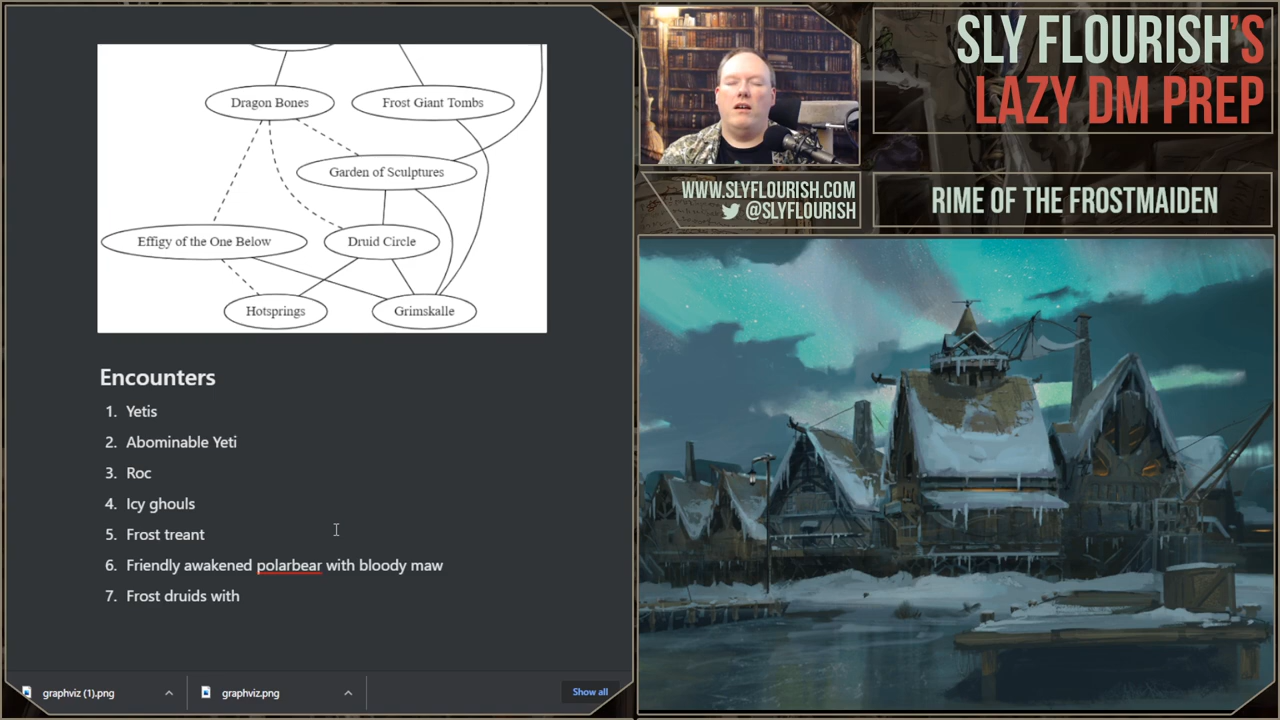 Dragon Bones
Frost Giant Tombs
Garden of Sculptures
Effigy of the One Below
Druid Circle
Hotsprings
Grimskalle
Encounters
1. Yetis
2. Abominable Yeti
3. Roc
4. Icy ghouls
5. Frost treant
6. Friendly awakened polarbear with bloody maw
7. Frost druids with
graphviz (1).png
graphviz.png
Show all
SLY FLOURISH'S
LAZY DM PREP
WWW.SLYFLOURISH.COM
@SLYFLOURISH
RIME OF THE FROSTMAIDEN